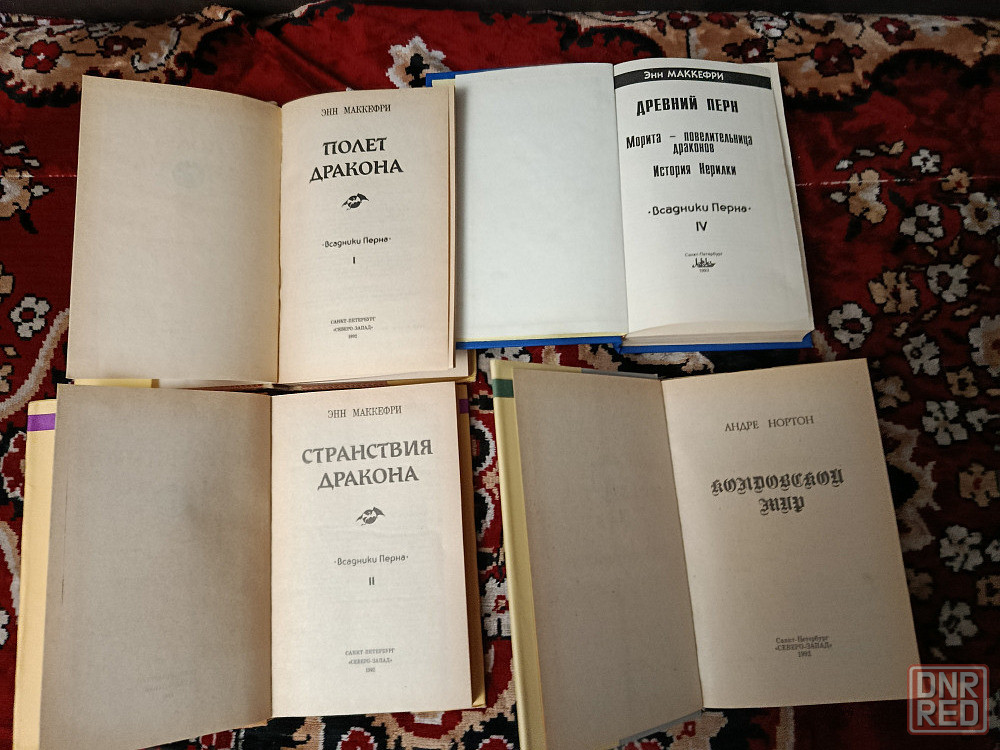 ЭНН МАККЕФРИ
ПОЛЕТ
ДРАКОНА
•Всадники Перна•
I
САНКТ-ПЕТЕРБУРГ
«СЕВЕРО-ЗАПАД»
1992
Энн МАККЕФРИ
ДРЕВНИЙ ПЕРН
Морита – повелительница
драконов
История Нерилки
•Всадники Перна•
IV
Санкт-Петербург
1993
ЭНН МАККЕФРИ
СТРАНСТВИЯ
ДРАКОНА
•Всадники Перна•
II
САНКТ-ПЕТЕРБУРГ
«СЕВЕРО-ЗАПАД»
1992
АНДРЕ НОРТОН
КОЛДОВСКОЙ
МИР
Санкт-Петербург
«СЕВЕРО-ЗАПАД»
1992
DNR
RED